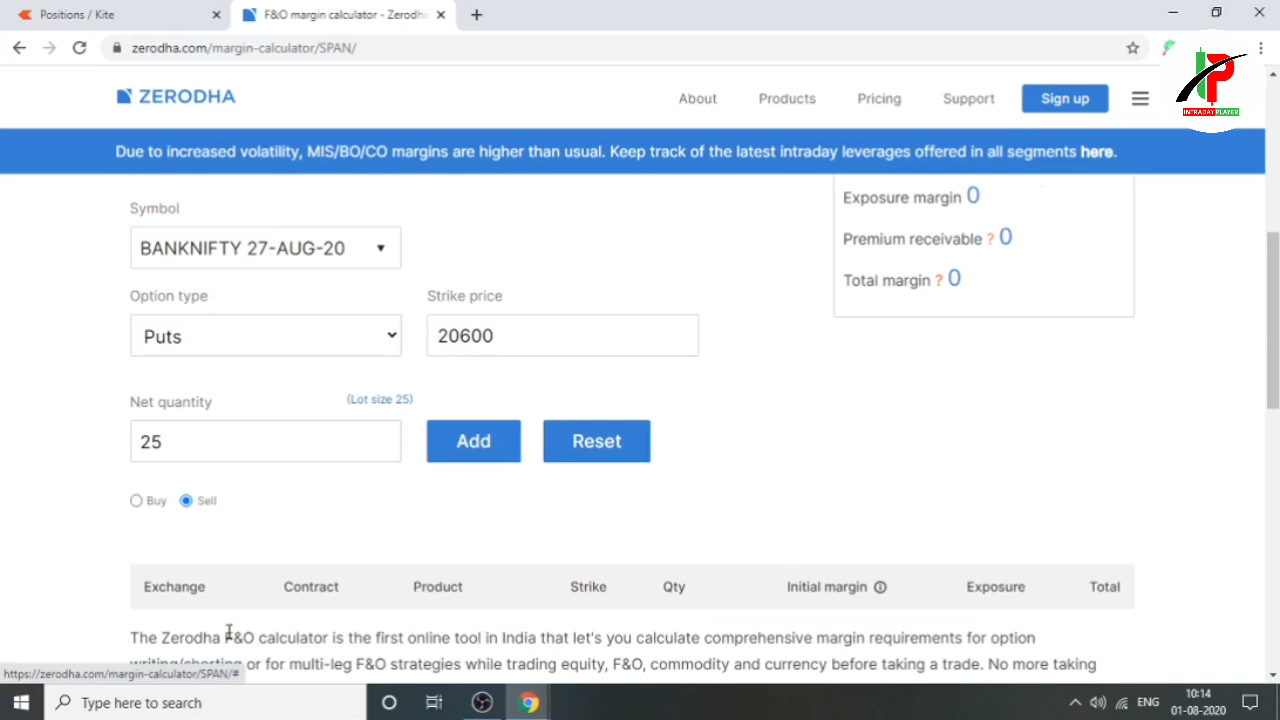 Positions / Kite
F&O margin calculator - Zerodha
zerodha.com/margin-calculator/SPAN/
ZERODHA
About
Products
Pricing
Support
Sign up
IP
INTRADAY PLAYER
Due to increased volatility, MIS/BO/CO margins are higher than usual. Keep track of the latest intraday leverages offered in all segments here.
Exposure margin 0
Premium receivable ? 0
Total margin ? 0
Symbol
BANKNIFTY 27-AUG-20
Option type
Strike price
Puts
20600
Net quantity
(Lot size 25)
25
Add
Reset
Buy
Sell
Exchange Contract Product Strike Qty Initial margin Exposure Total
The Zerodha F&O calculator is the first online tool in India that let's you calculate comprehensive margin requirements for option
writing/shorting or for multi-leg F&O strategies while trading equity, F&O, commodity and currency before taking a trade. No more taking
https://zerodha.com/margin-calculator/SPAN/#
Type here to search
ENG
10:14
01-08-2020